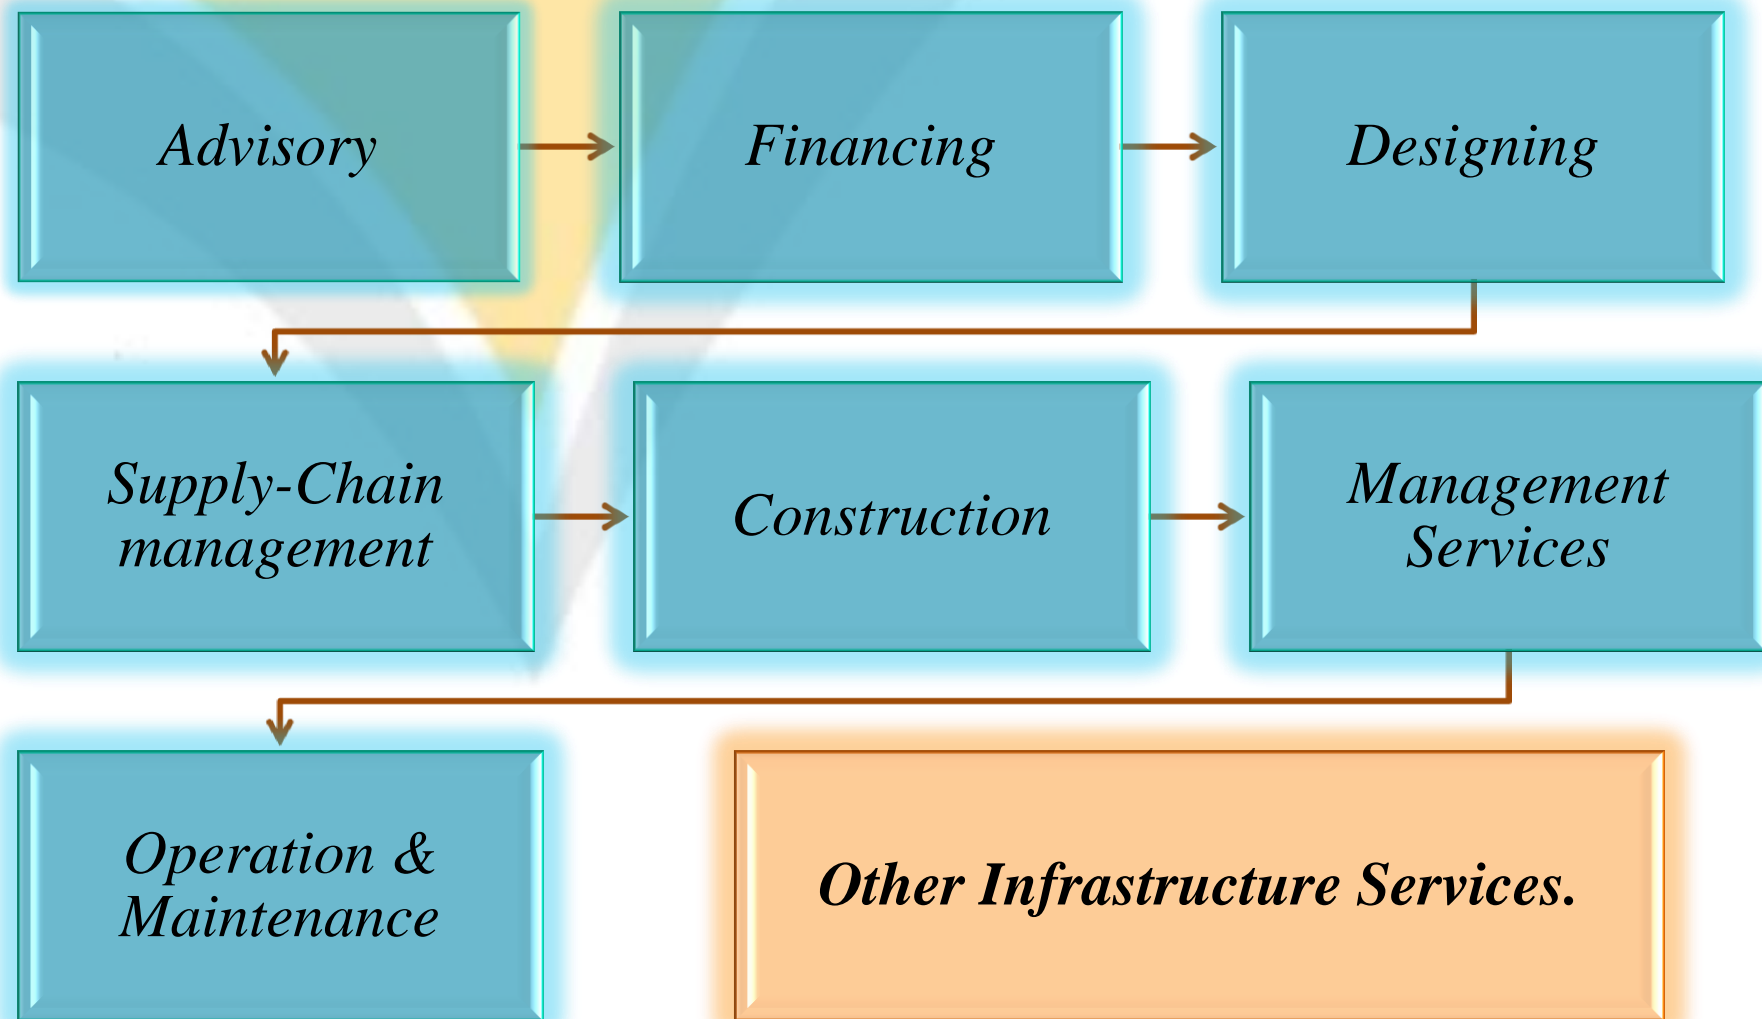 Advisory
Financing
Designing
Supply-Chain
management
Construction
Management
Services
Operation &
Maintenance
Other Infrastructure Services.